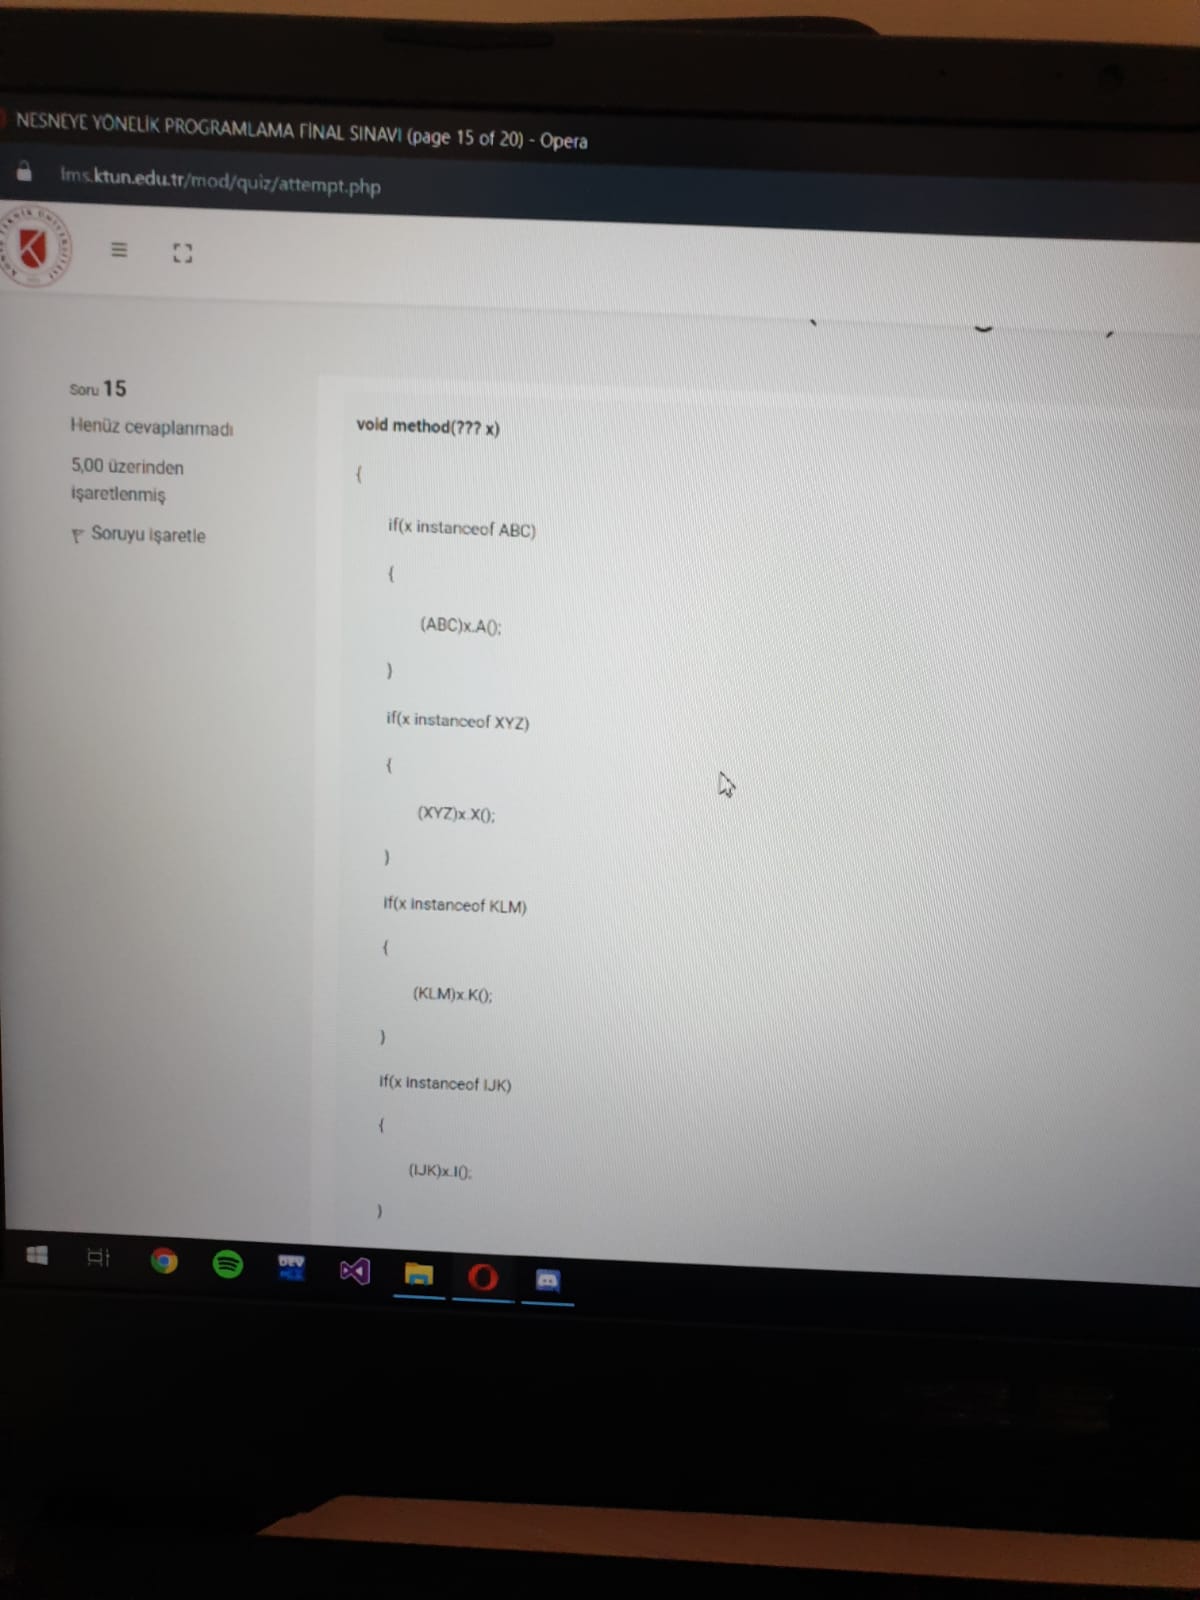 NESNEYE YÖNELİK PROGRAMLAMA FİNAL SINAVI (page 15 of 20) - Opera
lms.ktun.edu.tr/mod/quiz/attempt.php
Soru 15
Henüz cevaplanmadı
5,00 üzerinden
işaretlenmiş
Soruyu işaretle
void method(??? x)
{
if(x instanceof ABC)
{
(ABC)x.A();
}
if(x instanceof XYZ)
{
(XYZ)x.X();
}
if(x instanceof KLM)
{
(KLM)x.K();
}
if(x instanceof IJK)
{
(IJK)x.I();
}
DEV